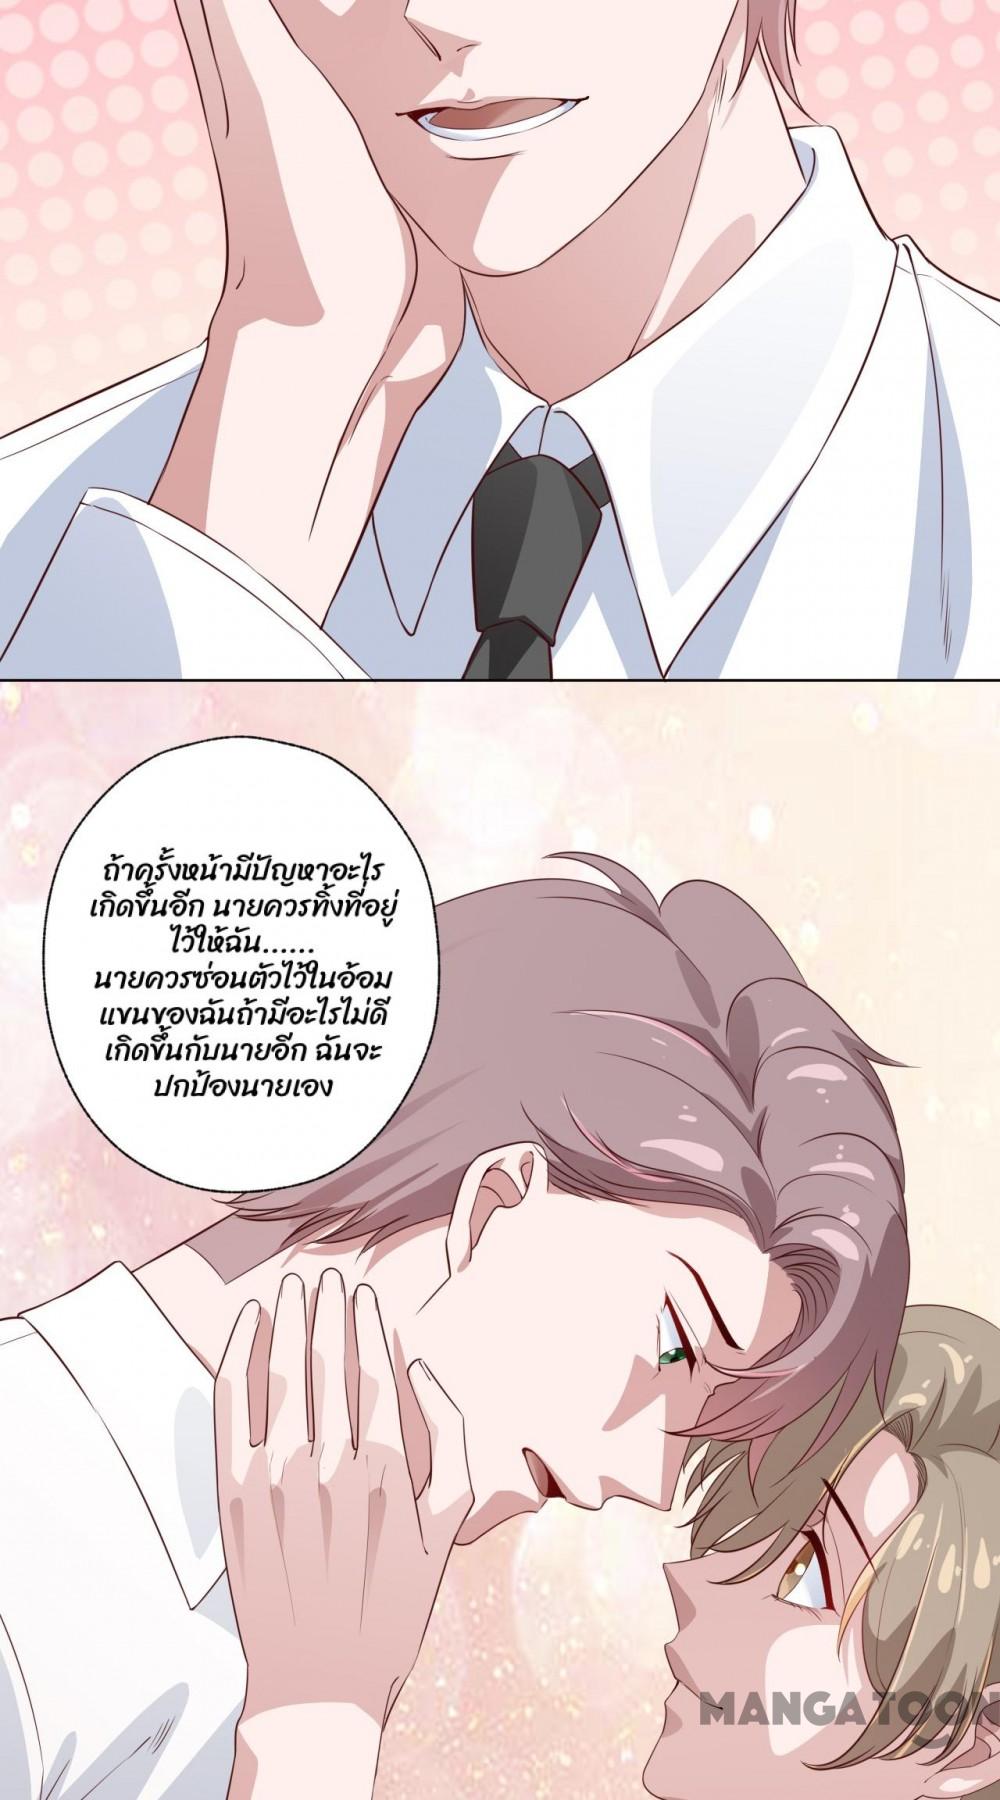 ถ้าครั้งหน้ามีปัญหาอะไร
เกิดขึ้นอีก นายควรทิ้งที่อยู่
ไว้ให้ฉัน......
นายควรซ่อนตัวไว้ในอ้อม
แขนของฉันถ้ามีอะไรไม่ดี
เกิดขึ้นกับนายอีก ฉันจะ
ปกป้องนายเอง
MANGATOON